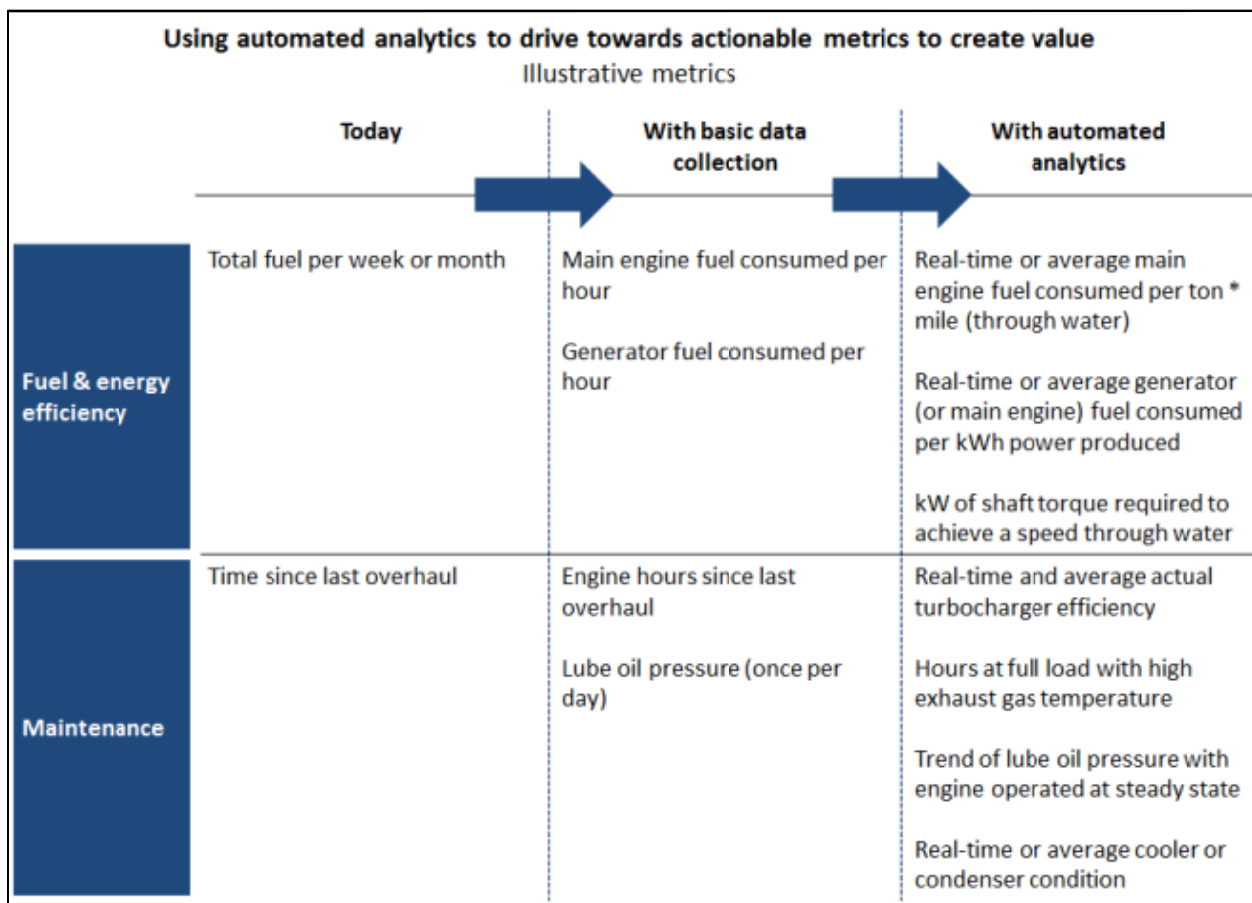 Using automated analytics to drive towards actionable metrics to create value
Illustrative metrics
Today
With basic data
collection
With automated
analytics
Fuel & energy
efficiency
Total fuel per week or month
Main engine fuel consumed per
hour
Generator fuel consumed per
hour
Real-time or average main
engine fuel consumed per ton *
mile (through water)
Real-time or average generator
(or main engine) fuel consumed
per kWh power produced
kW of shaft torque required to
achieve a speed through water
Maintenance
Time since last overhaul
Engine hours since last
overhaul
Lube oil pressure (once per
day)
Real-time and average actual
turbocharger efficiency
Hours at full load with high
exhaust gas temperature
Trend of lube oil pressure with
engine operated at steady state
Real-time or average cooler or
condenser condition